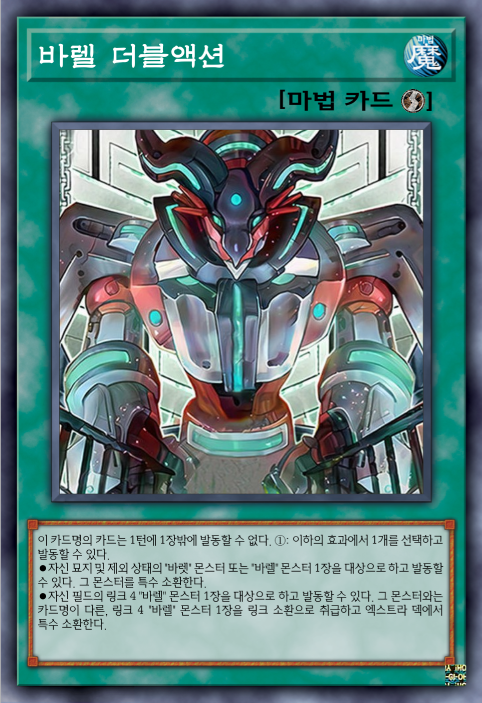 바렐 더블액션
마법
魔
[마법 카드]
이 카드명의 카드는 1턴에 1장밖에 발동할 수 없다. ①: 이하의 효과에서 1개를 선택하고
발동할 수 있다.
●자신 묘지 및 제외 상태의 "바렛" 몬스터 또는 "바렐" 몬스터 1장을 대상으로 하고 발동할
수 있다. 그 몬스터를 특수 소환한다.
●자신 필드의 링크 4 "바렐" 몬스터 1장을 대상으로 하고 발동할 수 있다. 그 몬스터와는
카드명이 다른, 링크 4 "바렐" 몬스터 1장을 링크 소환으로 취급하고 엑스트라 덱에서
특수 소환한다.